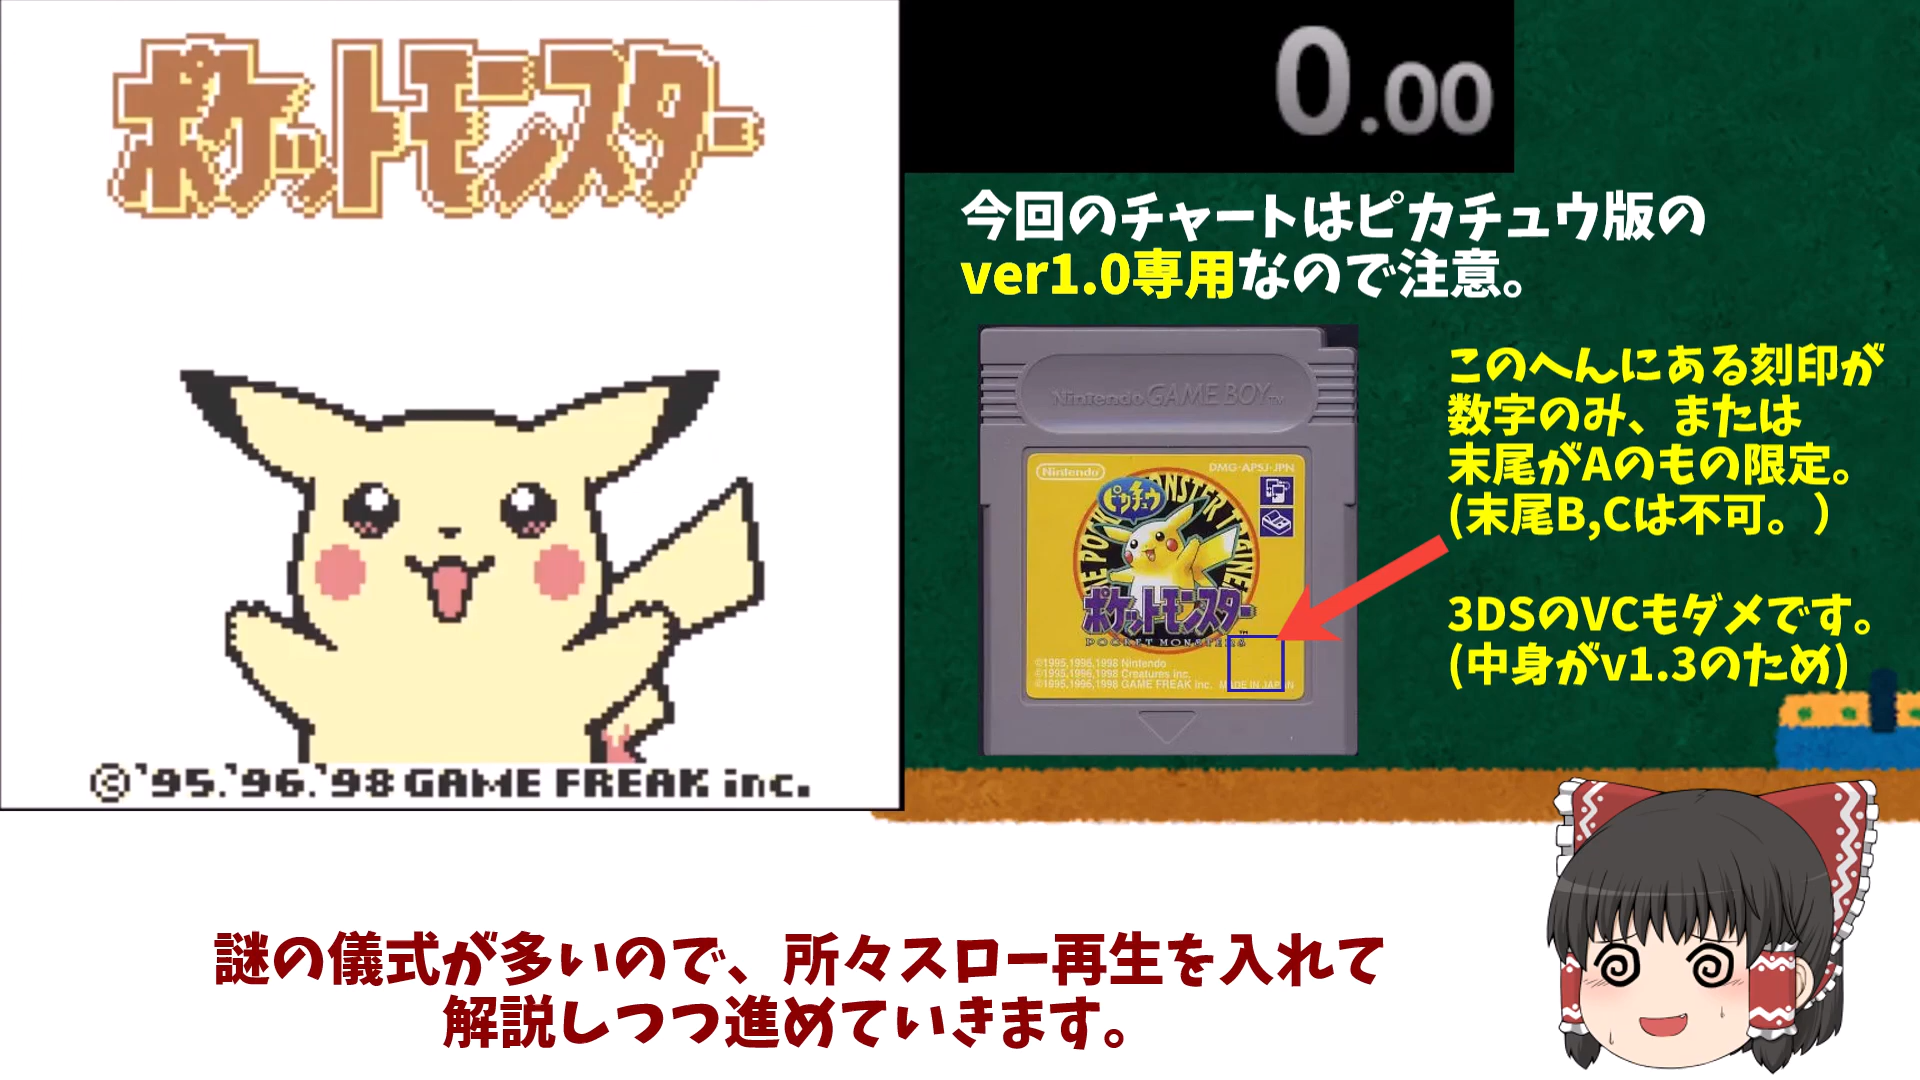 ポケットモンスター
©'95.'96.'98 GAME FREAK inc.
0.00
今回のチャートはピカチュウ版の
ver1.0専用なので注意。
Nintendo GAME BOY TM
Nintendo
DMG-APSJ-JPN
ピカチュウ
ポケットモンスター
POCKET MONSTERS
©1995,1996,1998 Nintendo
©1995,1996,1998 Creatures inc.
©1995,1996,1998 GAME FREAK inc. MADE IN JAPAN
このへんにある刻印が
数字のみ、または
末尾がAのもの限定。
(末尾B,Cは不可。)
3DSのVCもダメです。
(中身がv1.3のため)
謎の儀式が多いので、所々スロー再生を入れて
解説しつつ進めていきます。